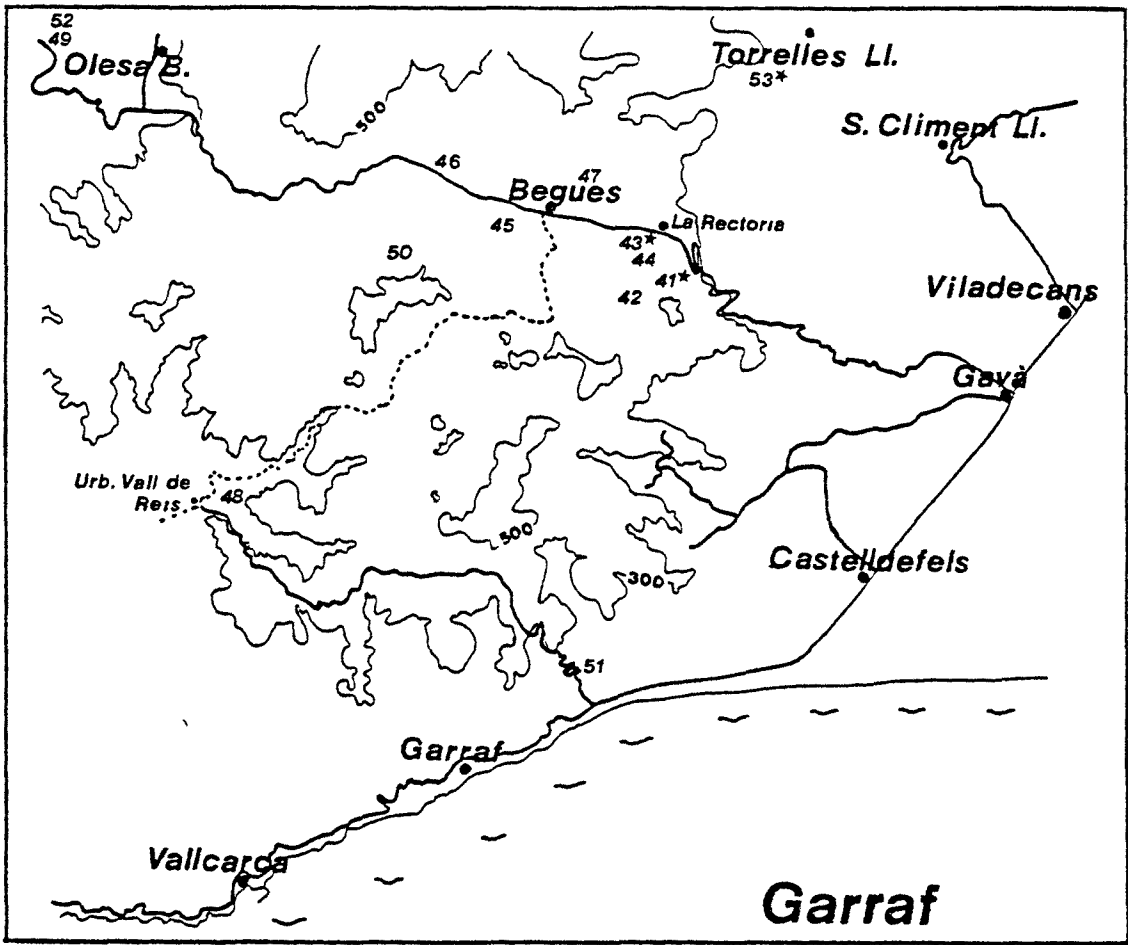 52
49
Olesa B.
Torrelles Ll.
53*
500
S. Climent Ll.
46
47
Begues
45
La Rectoria
43*
44
50
41*
42
Viladecans
Gavà
Urb. Vall de
Reis.
48
500
Castelldefels
300
51
Garraf
Vallcarca
Garraf